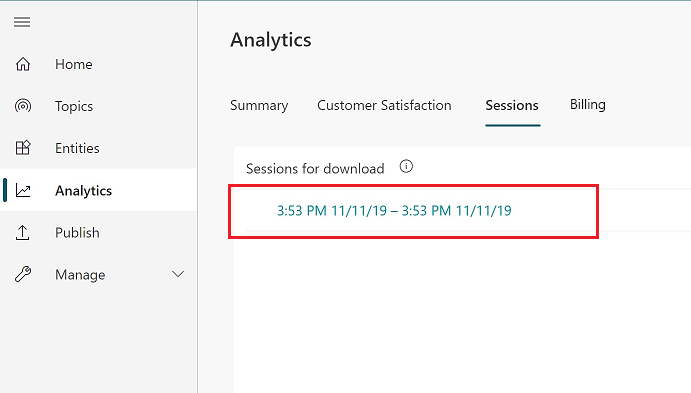 Analytics
Home
Topics
Entities
Analytics
Publish
Manage
Summary Customer Satisfaction Sessions Billing
Sessions for download
3:53 PM 11/11/19 – 3:53 PM 11/11/19